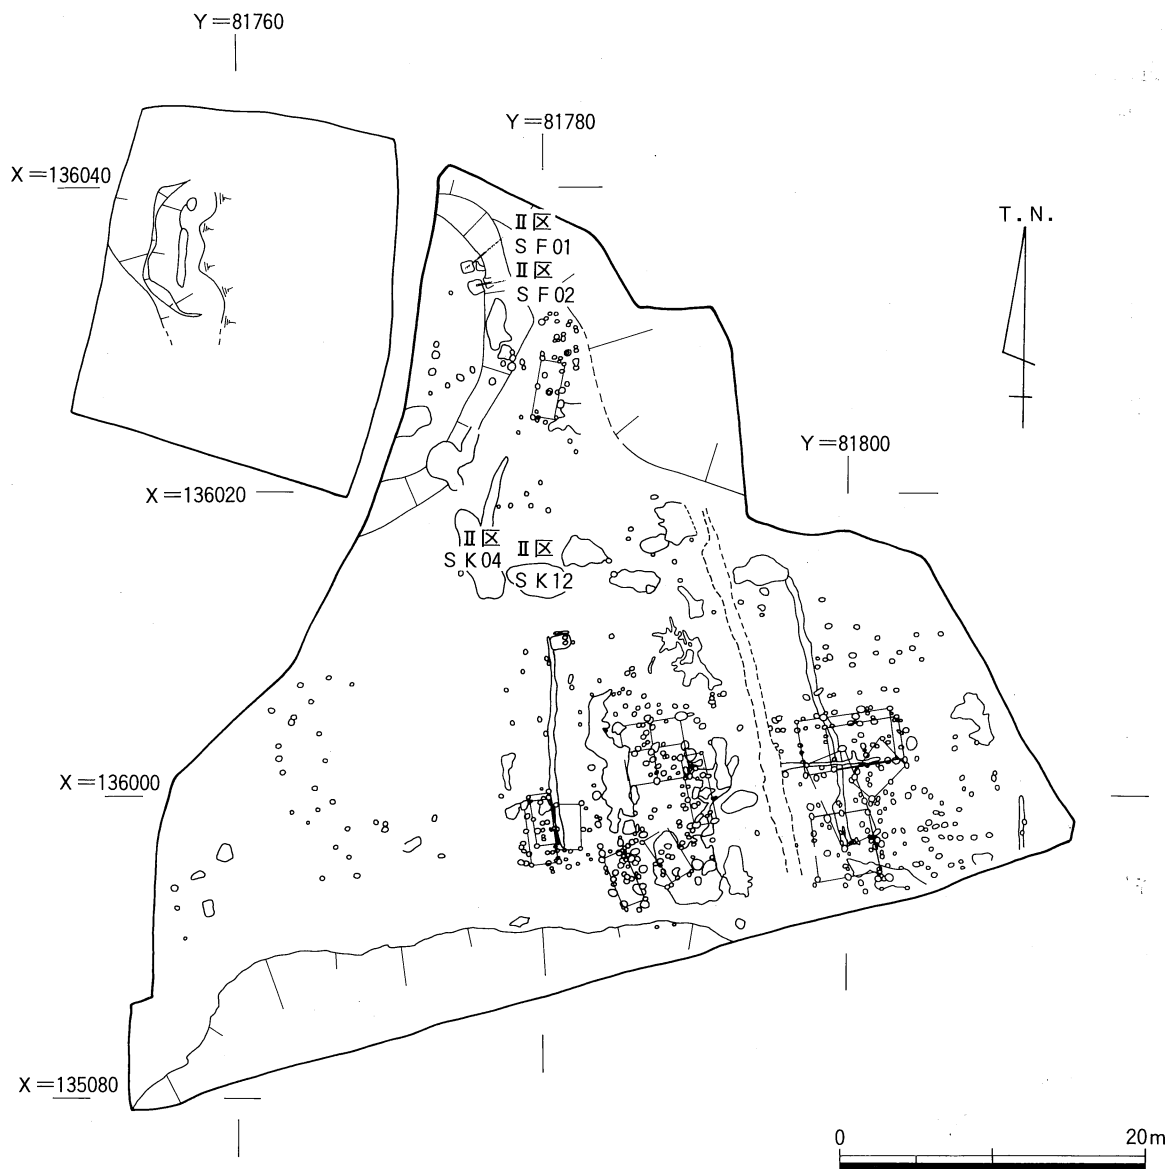 Y=81760
Y=81780
X=136040
T.N.
Ⅱ区
SF01
Ⅱ区
SF02
Y=81800
X=136020
Ⅱ区
SK04
Ⅱ区
SK12
X=136000
X=135080
0
20m